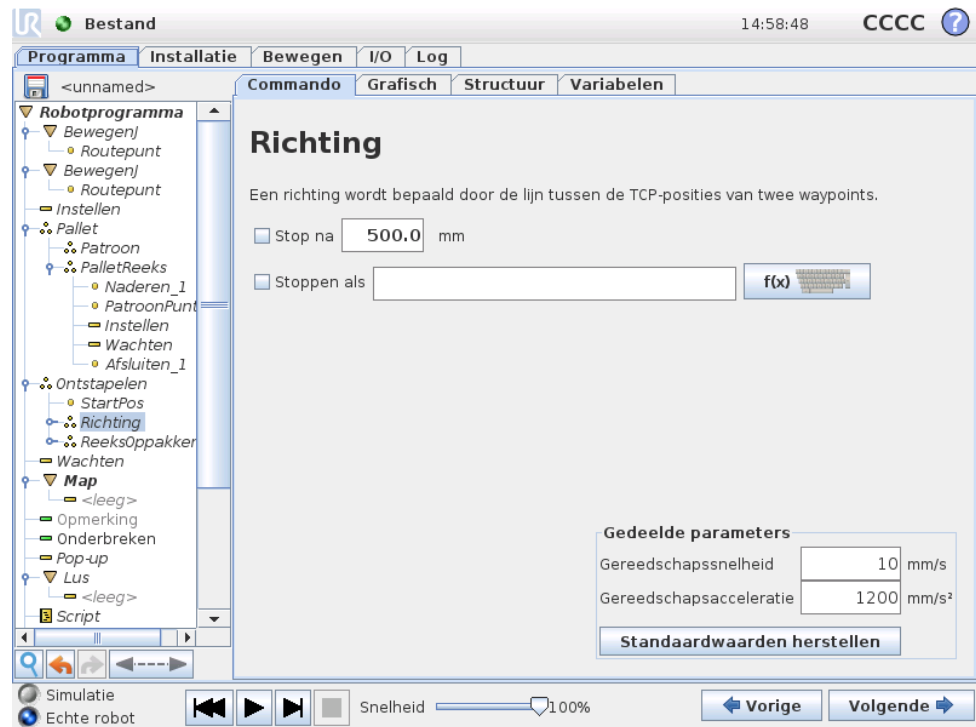 UR
Bestand
14:58:48
CCCC
?
Programma
Installatie
Bewegen
I/O
Log
<unnamed>
Commando
Grafisch
Structuur
Variabelen
Robotprogramma
BewegenJ
Routepunt
BewegenJ
Routepunt
Instellen
Pallet
Patroon
PalletReeks
Naderen_1
PatroonPunt
Instellen
Wachten
Afsluiten_1
Ontstapelen
StartPos
Richting
ReeksOppakken
Wachten
Map
<leeg>
Opmerking
Onderbreken
Pop-up
Lus
<leeg>
Script
Richting
Een richting wordt bepaald door de lijn tussen de TCP-posities van twee waypoints.
Stop na 500.0 mm
Stoppen als
f(x)
Gedeelde parameters
Gereedschapssnelheid 10 mm/s
Gereedschapsacceleratie 1200 mm/s²
Standaardwaarden herstellen
Simulatie
Echte robot
Snelheid 100%
Vorige
Volgende